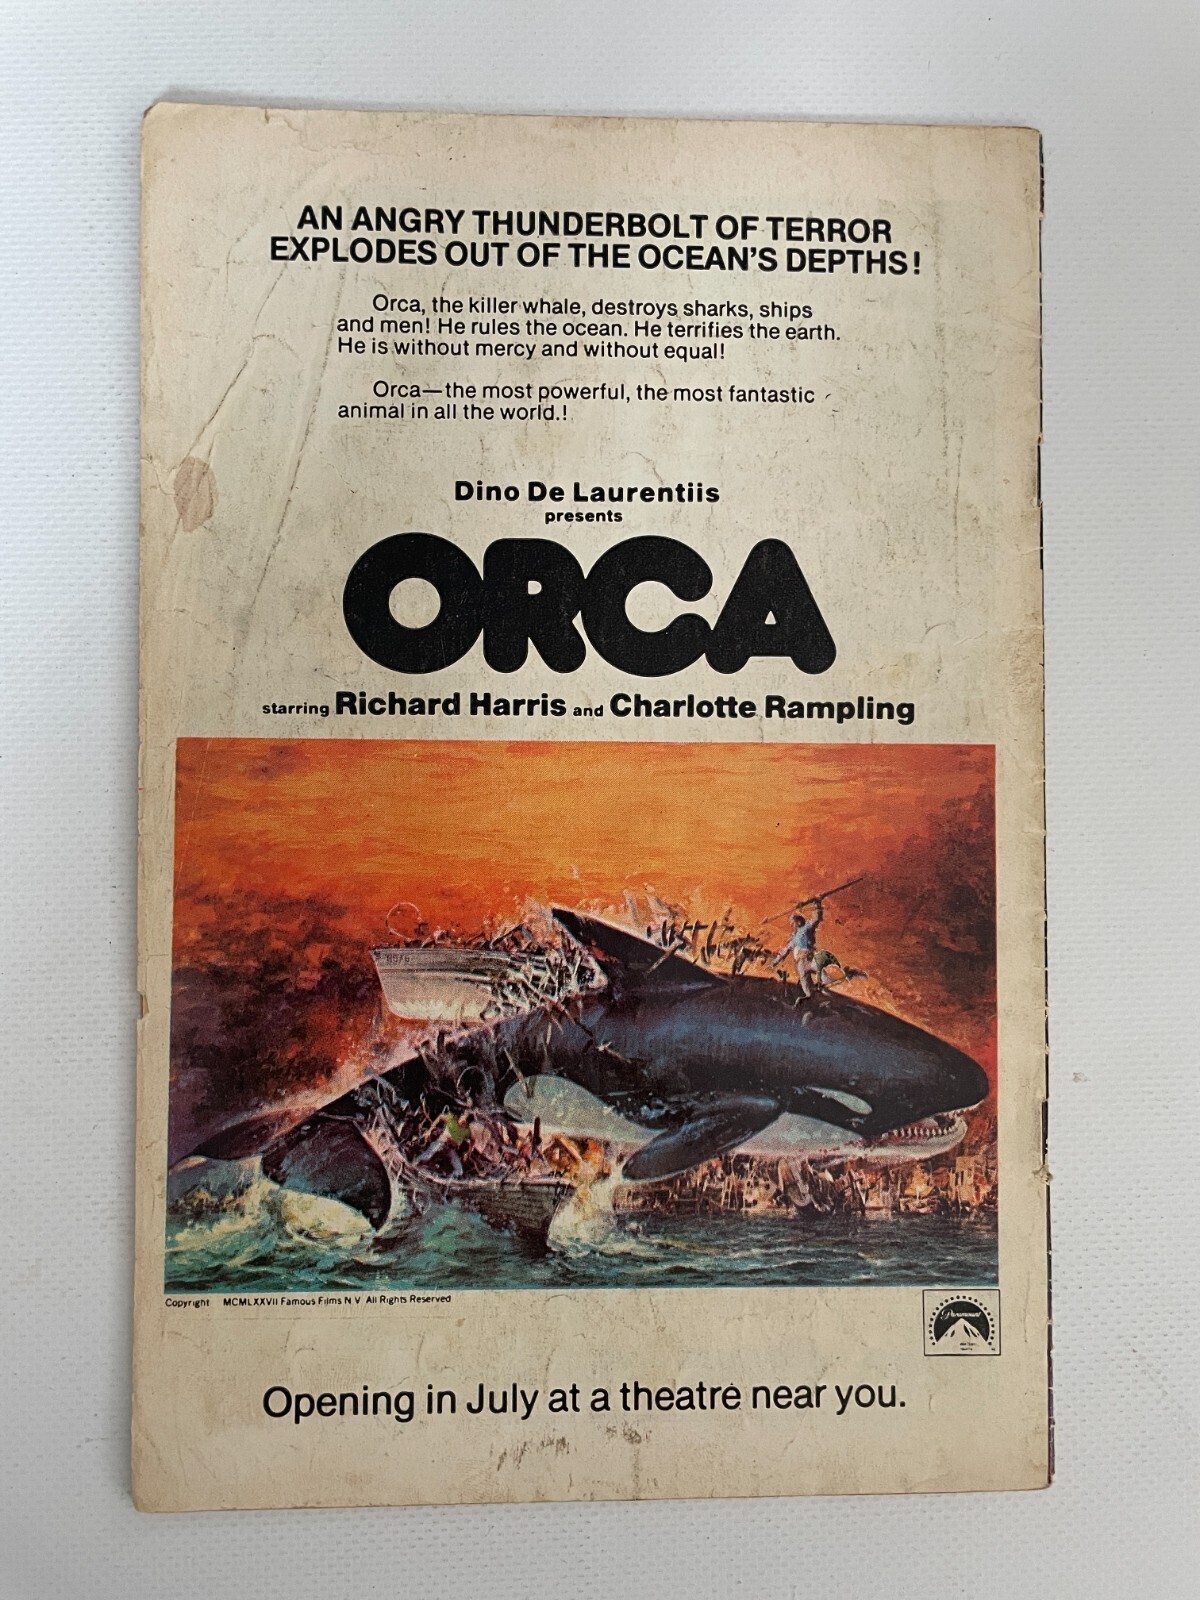 AN ANGRY THUNDERBOLT OF TERROR
EXPLODES OUT OF THE OCEAN'S DEPTHS!
Orca, the killer whale, destroys sharks, ships
and men! He rules the ocean. He terrifies the earth.
He is without mercy and without equal!
Orca—the most powerful, the most fantastic
animal in all the world.!
Dino De Laurentiis
presents
ORCA
starring Richard Harris and Charlotte Rampling
Copyright MCMLXXVII Famous Films N V All Rights Reserved
Paramount
Opening in July at a theatre near you.